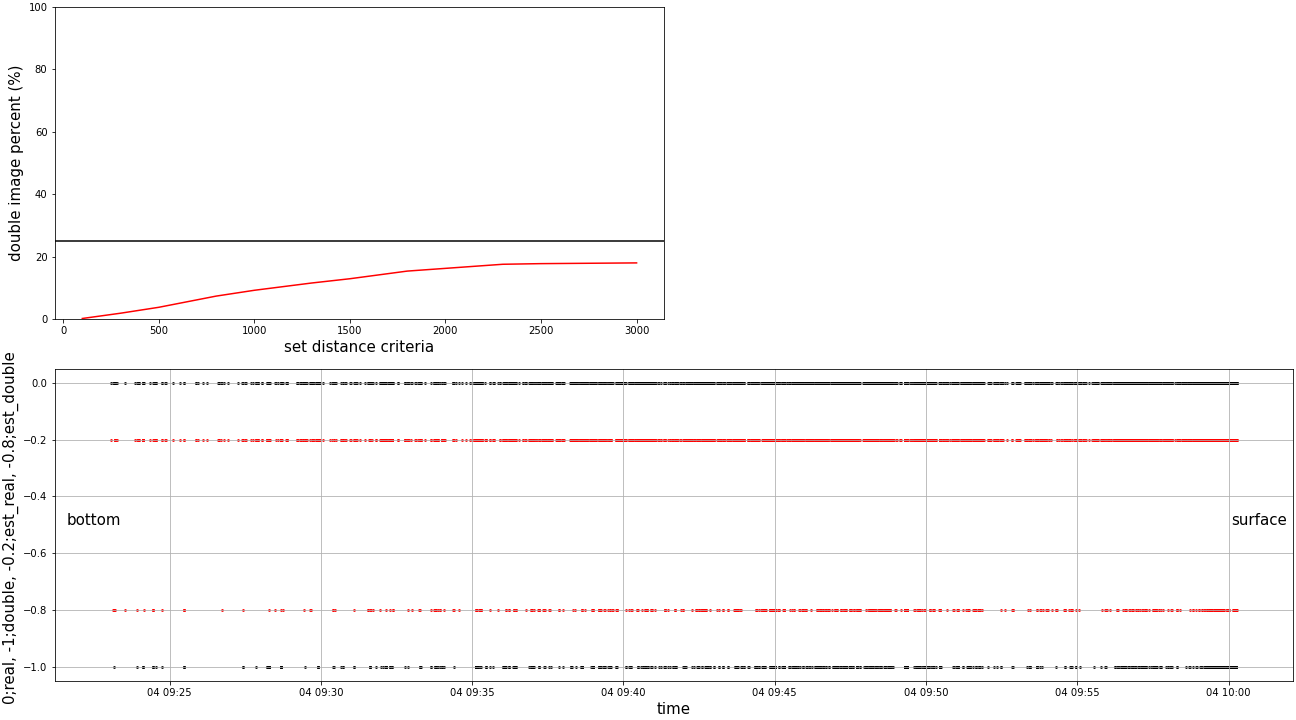 100
80
60
40
20
0
double image percent (%)
0 500 1000 1500 2000 2500 3000
set distance criteria
0;real, -1;double, -0.2;est_real, -0.8;est_double
0.0
−0.2
−0.4
−0.6
−0.8
−1.0
bottom
surface
04 09:25 04 09:30 04 09:35 04 09:40 04 09:45 04 09:50 04 09:55 04 10:00
time